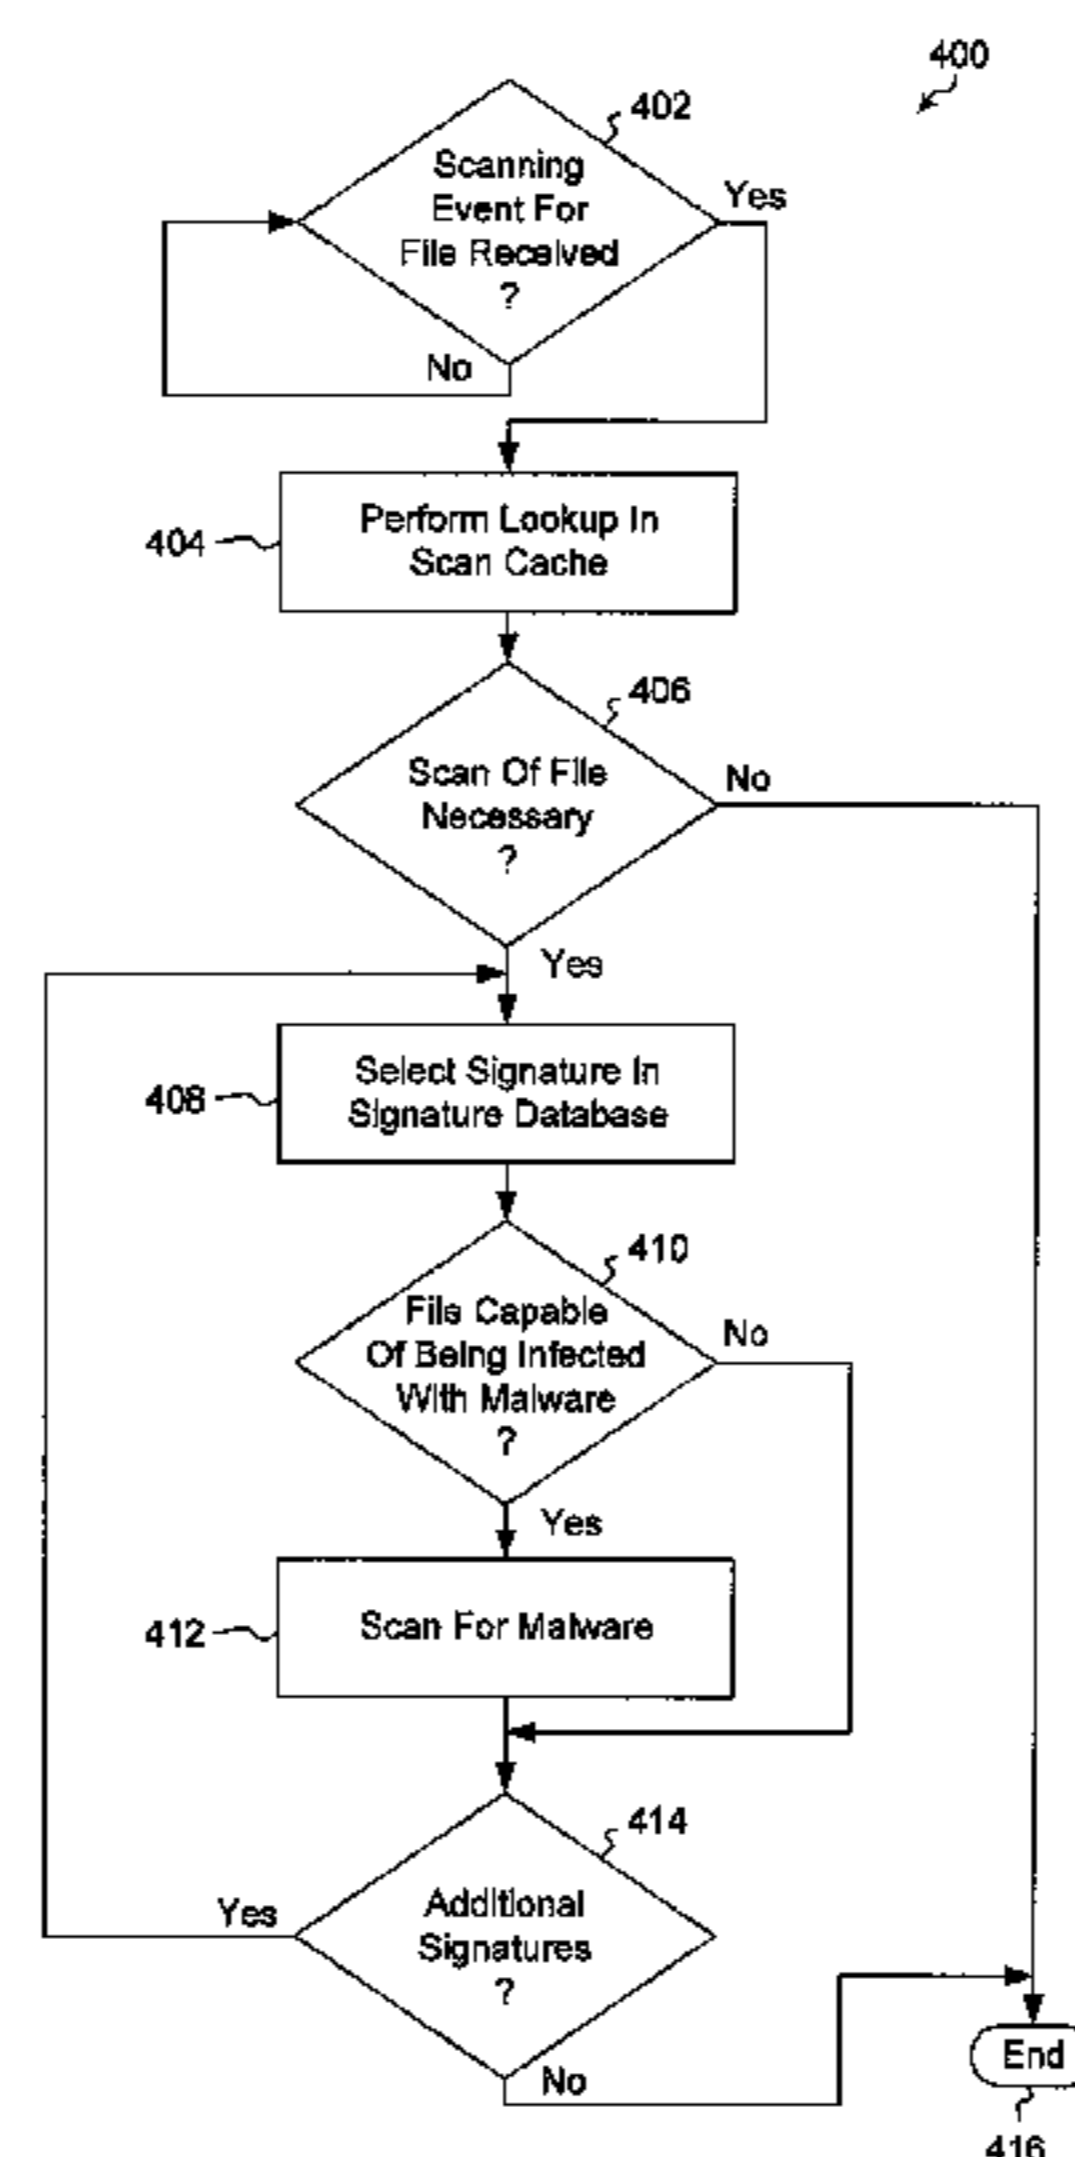 400
402
Scanning
Event For
File Received
?
Yes
No
404
Perform Lookup In
Scan Cache
406
Scan Of File
Necessary
?
No
Yes
408
Select Signature In
Signature Database
410
File Capable
Of Being Infected
With Malware
?
No
Yes
412
Scan For Malware
414
Additional
Signatures
?
Yes
No
End
416